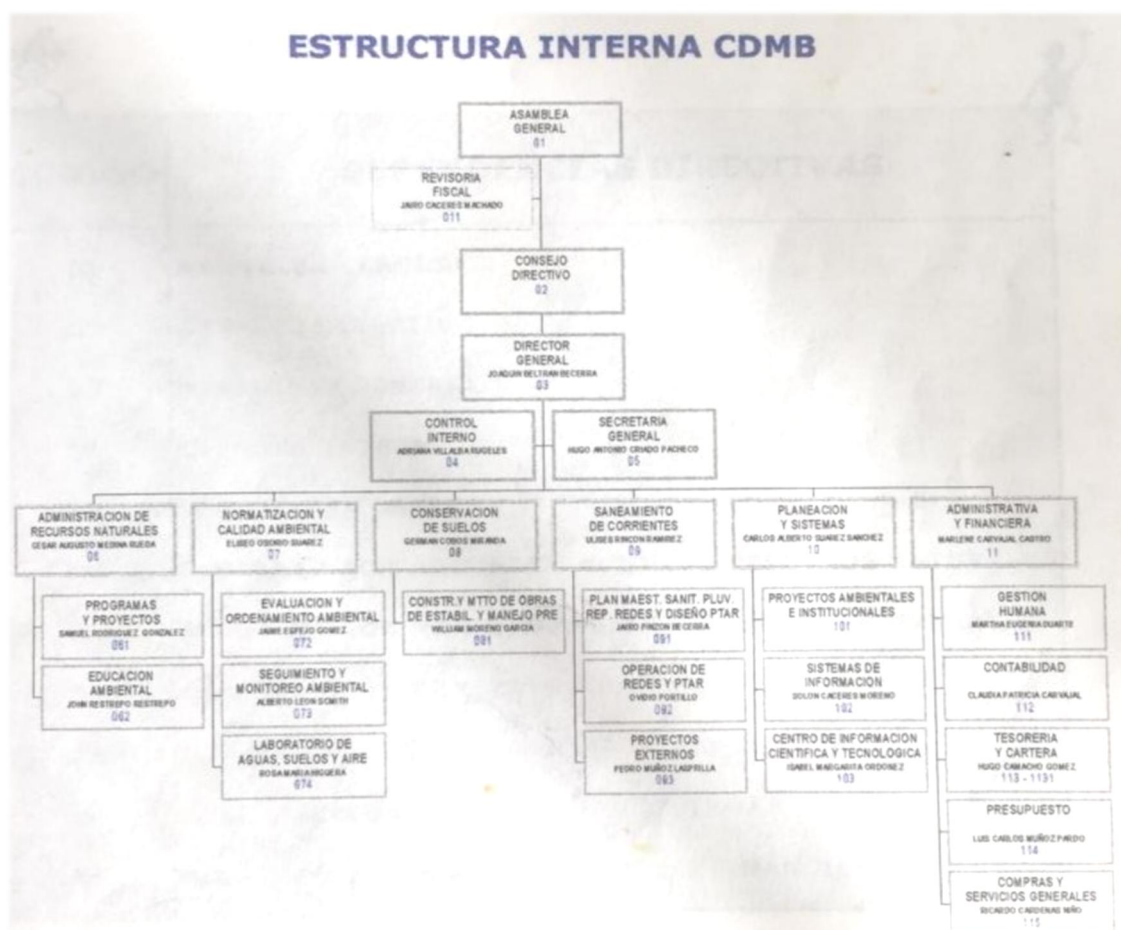 ESTRUCTURA INTERNA CDMB
ASAMBLEA
GENERAL
01
REVISORIA
FISCAL
JAIRO CACERES MACHADO
011
CONSEJO
DIRECTIVO
02
DIRECTOR
GENERAL
JOAQUIN BELTRAN BECERRA
03
CONTROL
INTERNO
ADRIANA VILLALBA RUGELES
04
SECRETARIA
GENERAL
HUGO ANTONIO CRIADO PACHECO
05
ADMINISTRACION DE
RECURSOS NATURALES
CESAR AUGUSTO MEDINA RUEDA
06
PROGRAMAS
Y PROYECTOS
SAMUEL RODRIGUEZ GONZALEZ
061
EDUCACION
AMBIENTAL
JOHN RESTREPO RESTREPO
062
NORMATIZACION Y
CALIDAD AMBIENTAL
ELISEO OSORIO SUAREZ
07
EVALUACION Y
ORDENAMIENTO AMBIENTAL
JAIME ESPEJO GOMEZ
072
SEGUIMIENTO Y
MONITOREO AMBIENTAL
ALBERTO LEON SCMITH
073
LABORATORIO DE
AGUAS, SUELOS Y AIRE
ROSA MARIA HIGUERA
074
CONSERVACION
DE SUELOS
GERMAN COBOS MIRANDA
08
CONSTR.Y MTTO DE OBRAS
DE ESTABIL. Y MANEJO PRE
WILLIAM MORENO GARCIA
081
SANEAMIENTO
DE CORRIENTES
ULISES RINCON RAMIREZ
09
PLAN MAEST. SANIT. PLUV.
REP. REDES Y DISEÑO PTAR
JAIRO PINZON BECERRA
091
OPERACION DE
REDES Y PTAR
OVIDIO PORTILLO
092
PROYECTOS
EXTERNOS
PEDRO MUÑOZ LASPRILLA
093
PLANEACION
Y SISTEMAS
CARLOS ALBERTO SUAREZ SANCHEZ
10
PROYECTOS AMBIENTALES
E INSTITUCIONALES
101
SISTEMAS DE
INFORMACION
SOLON CACERES MORENO
102
CENTRO DE INFORMACION
CIENTIFICA Y TECNOLOGICA
ISABEL MARGARITA ORDONEZ
103
ADMINISTRATIVA
Y FINANCIERA
MARLENE CARVAJAL CASTRO
11
GESTION
HUMANA
MARTHA EUGENIA DUARTE
111
CONTABILIDAD
CLAUDIA PATRICIA CARVAJAL
112
TESORERIA
Y CARTERA
HUGO CAMACHO GOMEZ
113 - 1131
PRESUPUESTO
LUIS CARLOS MUÑOZ PARDO
114
COMPRAS Y
SERVICIOS GENERALES
RICARDO CARDENAS NIÑO
115